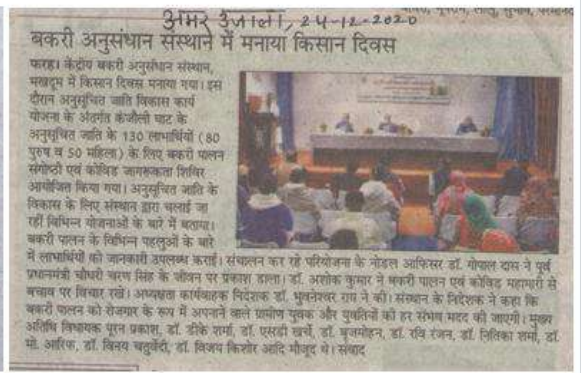 अमर उजाला, 24-12-2020
बकरी अनुसंधान संस्थान में मनाया किसान दिवस
फरह। केंद्रीय बकरी अनुसंधान संस्थान,
मखदूम में किसान दिवस मनाया गया। इस
दौरान अनुसूचित जाति विकास कार्य
योजना के अंतर्गत कंजौली घाट के
अनुसूचित जाति के 130 लाभार्थियों (80
पुरुष व 50 महिला) के लिए बकरी पालन
संगोष्ठी एवं कोविड जागरूकता शिविर
आयोजित किया गया। अनुसूचित जाति के
विकास के लिए संस्थान द्वारा चलाई जा
रहीं विभिन्न योजनाओं के बारे में बताया।
बकरी पालन के विभिन्न पहलुओं के बारे
में लाभार्थियों को जानकारी उपलब्ध कराई। संचालन कर रहे परियोजना के नोडल आफिसर डॉ. गोपाल दास ने पूर्व
प्रधानमंत्री चौधरी चरण सिंह के जीवन पर प्रकाश डाला। डॉ. अशोक कुमार ने बकरी पालन एवं कोविड महामारी से
बचाव पर विचार रखे। अध्यक्षता कार्यवाहक निदेशक डॉ. भुवनेश्वर राय ने की। संस्थान के निदेशक ने कहा कि
बकरी पालन को रोजगार के रूप में अपनाने वाले ग्रामीण युवक और युवतियों को हर संभव मदद की जाएगी। मुख्य
अतिथि विधायक पूरन प्रकाश, डॉ. डीके शर्मा, डॉ. एसडी खर्चे, डॉ. बृजमोहन, डॉ. रवि रंजन, डॉ. नितिका शर्मा, डॉ.
मो. आरिफ, डॉ. विनय चतुर्वेदी, डॉ. विजय किशोर आदि मौजूद थे। संवाद